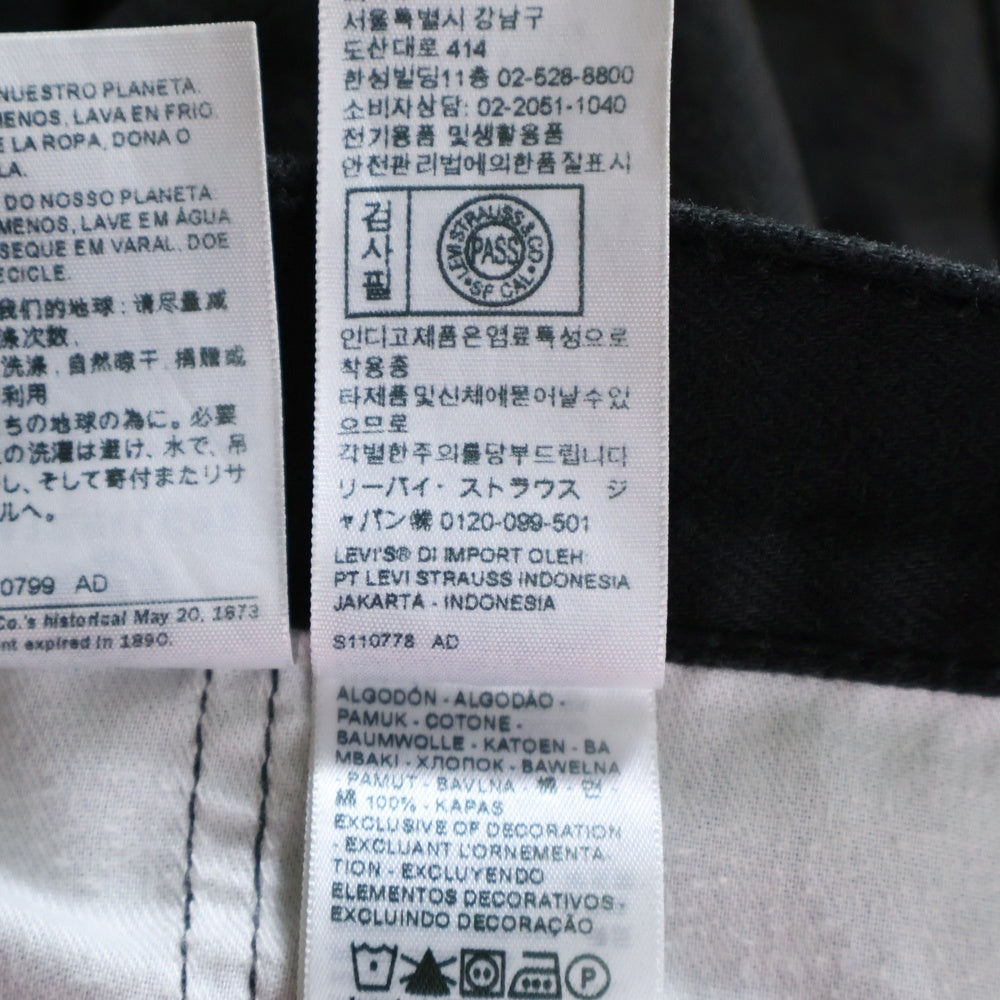 NUESTRO PLANETA.
MENOS, LAVA EN FRIO.
LA ROPA, DONA O
LA.
DO NOSSO PLANETA
MENOS, LAVE EM ÁGUA
SEQUE EM VARAL, DOE
ECICLE.
我们的地球：请尽量减
涤次数，
洗涤，自然晾干，捐赠或
利用
ちの地球の為に。必要
の洗濯は避け、水で、吊
し、そして寄付またリサ
ルへ。
0799 AD
Co.'s historical May 20, 1873
nt expired in 1890.
서울특별시 강남구
도산대로 414
한성빌딩11층 02-528-8800
소비자상담: 02-2051-1040
전기용품 및생활용품
안전관리법에의한품질표시
검사필
LEVI STRAUSS & CO.
PASS
SF CAL
인디고제품은염료특성으로
착용중
타제품및신체에묻어날수있
으므로
각별한주의를당부드립니다
リーバイ・ストラウス ジ
ャパン㈱ 0120-099-501
LEVI'S® DI IMPORT OLEH:
PT LEVI STRAUSS INDONESIA
JAKARTA - INDONESIA
S110778 AD
ALGODÓN - ALGODÃO -
PAMUK - COTONE -
BAUMWOLLE - KATOEN - BA
MBAKI - ХЛОПОК - BAWEŁNA
- PAMUT - BAVLNA - 棉 - 면 -
綿 100% - KAPAS
EXCLUSIVE OF DECORATION
- EXCLUANT L'ORNEMENTA
TION - EXCLUYENDO
ELEMENTOS DECORATIVOS -
EXCLUINDO DECORAÇÃO
P